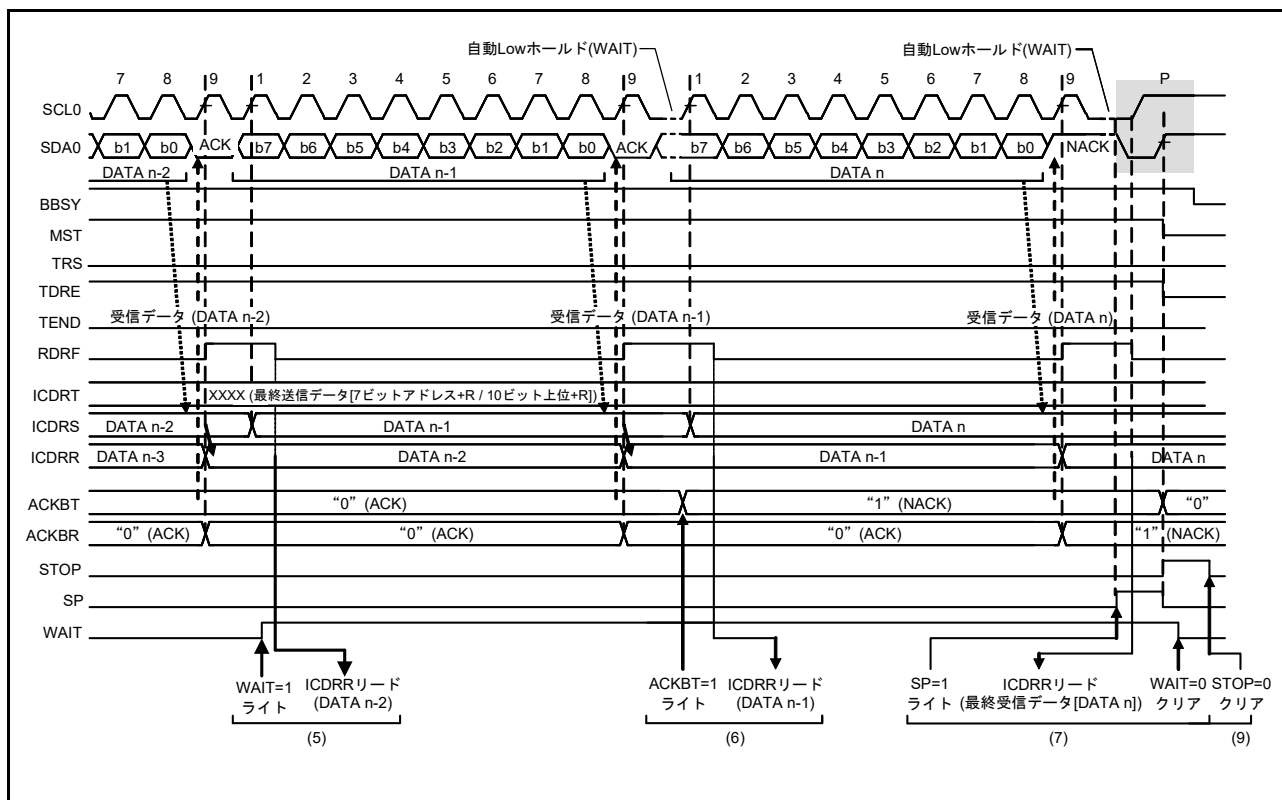 自動Lowホールド(WAIT)
自動Lowホールド(WAIT)
7 8 9 1 2 3 4 5 6 7 8 9 1 2 3 4 5 6 7 8 9 P
SCL0
SDA0 b1 b0 ACK b7 b6 b5 b4 b3 b2 b1 b0 ACK b7 b6 b5 b4 b3 b2 b1 b0 NACK
DATA n-2 DATA n-1 DATA n
BBSY
MST
TRS
TDRE
受信データ (DATA n-2) 受信データ (DATA n-1) 受信データ (DATA n)
TEND
RDRF
ICDRT XXXX (最終送信データ[7ビットアドレス+R / 10ビット上位+R])
ICDRS DATA n-2 DATA n-1 DATA n
ICDRR DATA n-3 DATA n-2 DATA n-1 DATA n
ACKBT “0” (ACK) “1” (NACK) “0”
ACKBR “0” (ACK) “0” (ACK) “0” (ACK) “1” (NACK)
STOP
SP
WAIT
WAIT=1 ICDRRリード ACKBT=1 ICDRRリード SP=1 ICDRRリード WAIT=0 STOP=0
ライト (DATA n-2) ライト (DATA n-1) ライト (最終受信データ[DATA n]) クリア クリア
(5) (6) (7) (9)